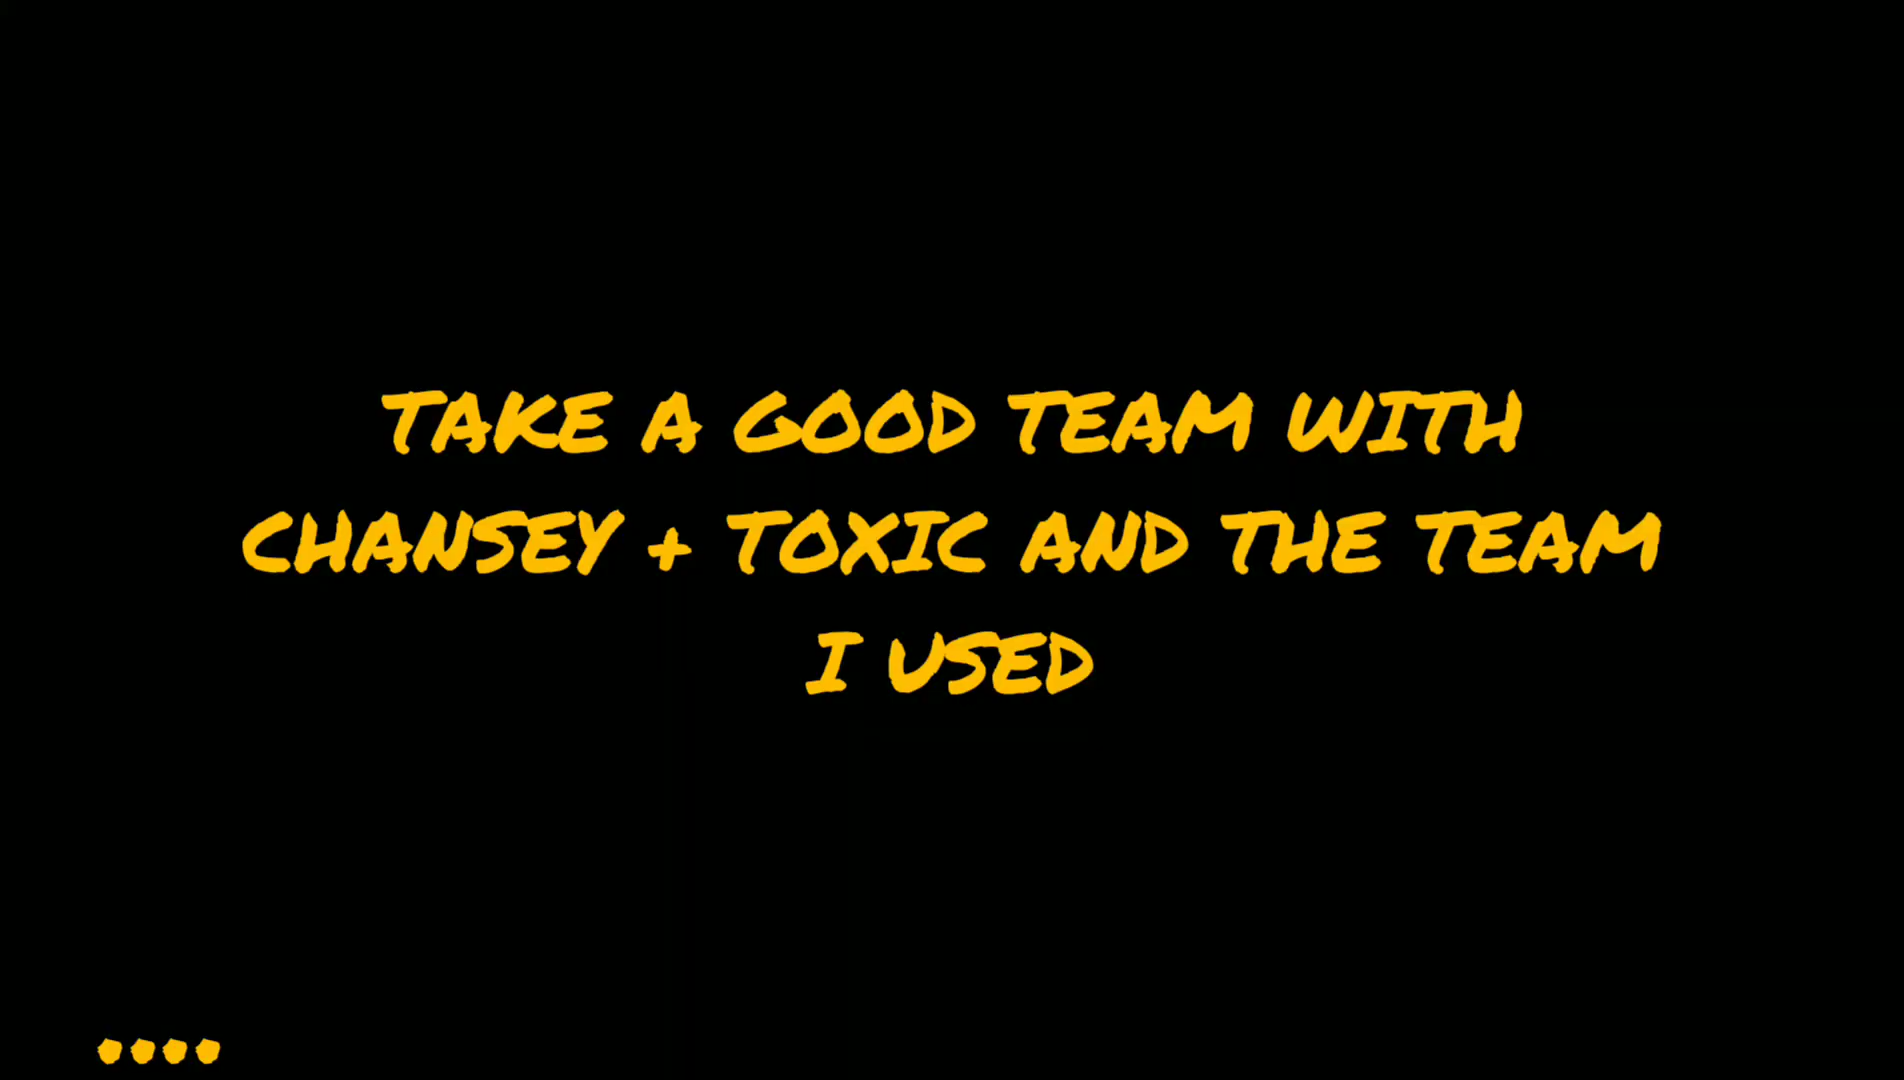 TAKE A GOOD TEAM WITH
CHANSEY + TOXIC AND THE TEAM
I USED
....